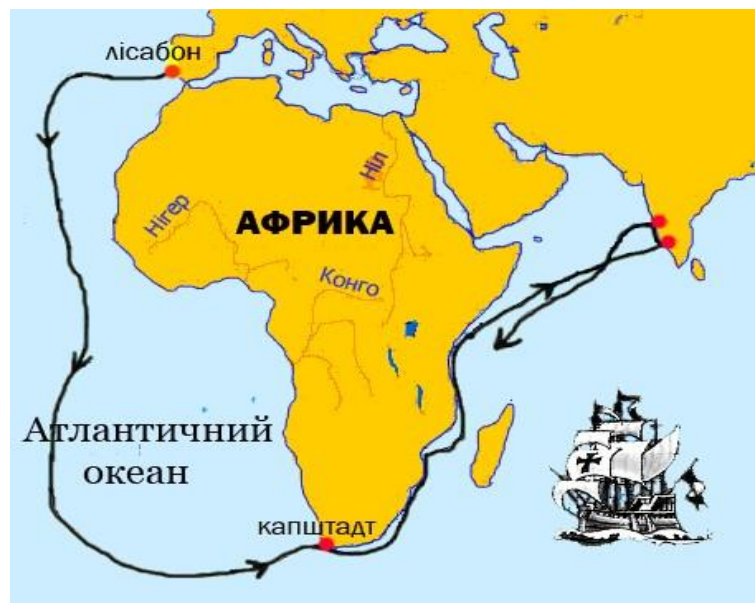 лісабон
Ніл
Нігер
АФРИКА
Конго
Атлантичний
океан
капштадт